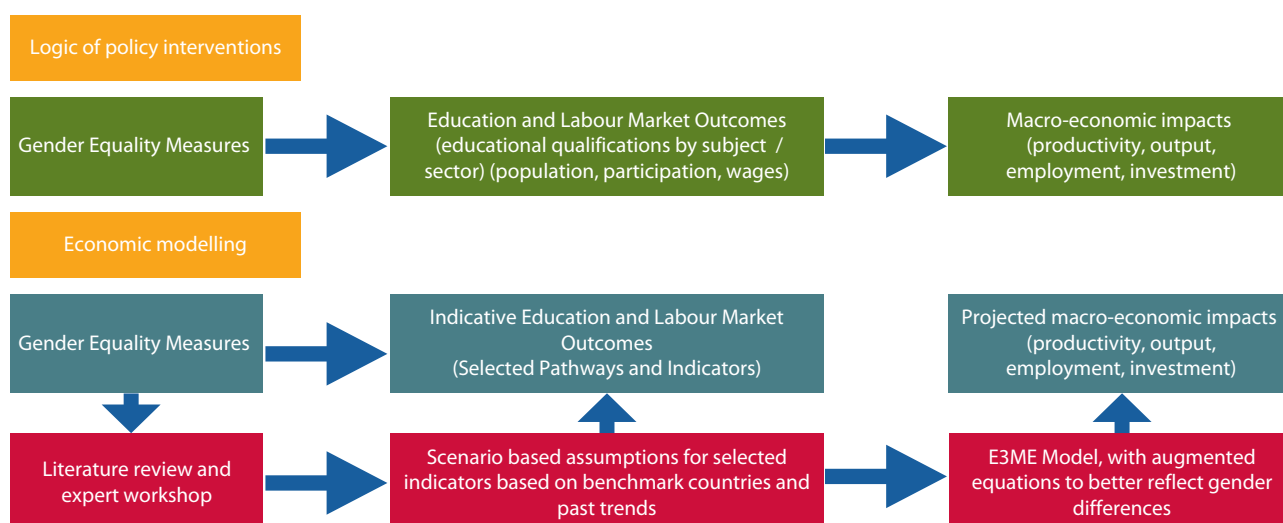 Logic of policy interventions
Gender Equality Measures
Education and Labour Market Outcomes
(educational qualifications by subject /
sector) (population, participation, wages)
Macro-economic impacts
(productivity, output,
employment, investment)
Economic modelling
Gender Equality Measures
Indicative Education and Labour Market
Outcomes
(Selected Pathways and Indicators)
Projected macro-economic impacts
(productivity, output,
employment, investment)
Literature review and
expert workshop
Scenario based assumptions for selected
indicators based on benchmark countries and
past trends
E3ME Model, with augmented
equations to better reflect gender
differences